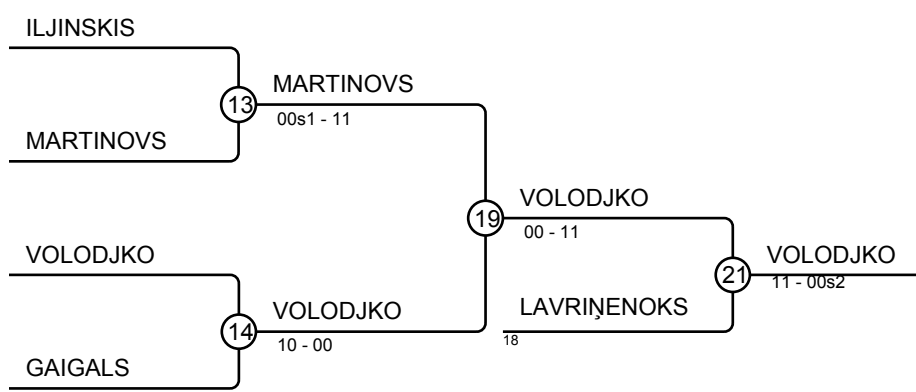 ILJINSKIS
13
MARTINOVS
00s1 - 11
MARTINOVS
19
VOLODJKO
00 - 11
VOLODJKO
21
VOLODJKO
11 - 00s2
14
VOLODJKO
10 - 00
LAVRIŅENOKS
18
GAIGALS